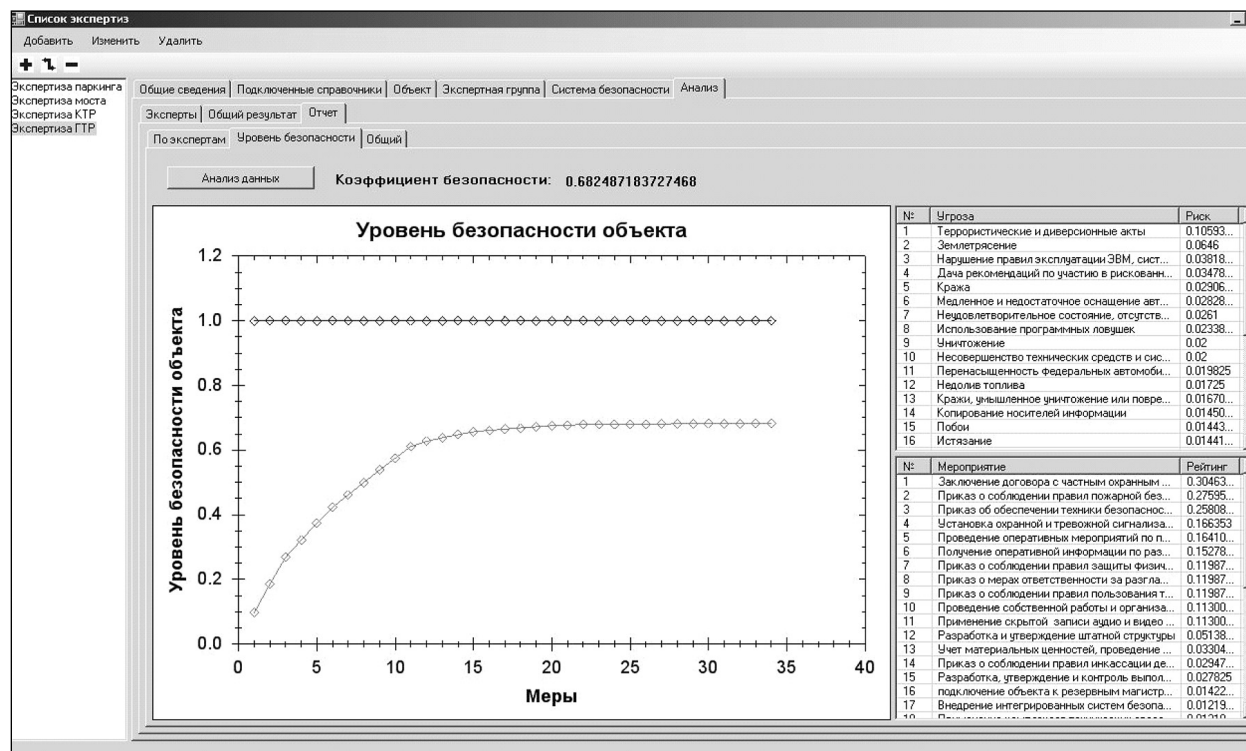 Список экспертиз
Добавить Изменить Удалить
Экспертиза паркинга
Экспертиза моста
Экспертиза КТР
Экспертиза ГТР
Общие сведения Подключенные справочники Объект Экспертная группа Система безопасности Анализ
Эксперты Общий результат Отчет
По экспертам Уровень безопасности Общий
Анализ данных Коэффициент безопасности: 0.682487183727468
Уровень безопасности объекта
Уровень безопасности объекта
1.2
1.0
0.8
0.6
0.4
0.2
0.0
0 5 10 15 20 25 30 35 40
Меры
№ Угроза Риск
1 Террористические и диверсионные акты 0.10593...
2 Землетрясение 0.0646
3 Нарушение правил эксплуатации ЭВМ, сист... 0.03818...
4 Дача рекомендаций по участию в рискованн... 0.03478...
5 Кража 0.02906...
6 Медленное и недостаточное оснащение авт... 0.02828...
7 Неудовлетворительное состояние, отсутств... 0.0261
8 Использование программных ловушек 0.02338...
9 Уничтожение 0.02
10 Несовершенство технических средств и сис... 0.02
11 Перенасыщенность федеральных автомоби... 0.019825
12 Недолив топлива 0.01725
13 Кражи, умышленное уничтожение или повре... 0.01670...
14 Копирование носителей информации 0.01450...
15 Побои 0.01443...
16 Истязание 0.01441...
№ Мероприятие Рейтинг
1 Заключение договора с частным охранным ... 0.30463...
2 Приказ о соблюдении правил пожарной без... 0.27595...
3 Приказ об обеспечении техники безопаснос... 0.25808...
4 Установка охранной и тревожной сигнализа... 0.166353
5 Проведение оперативных мероприятий по п... 0.16410...
6 Получение оперативной информации по раз... 0.15278...
7 Приказ о соблюдении правил защиты физич... 0.11987...
8 Приказ о мерах ответственности за разгла... 0.11987...
9 Приказ о соблюдении правил пользования т... 0.11987...
10 Проведение собственной работы и организа... 0.11300...
11 Применение скрытой записи аудио и видео ... 0.11300...
12 Разработка и утверждение штатной структуры 0.05138...
13 Учет материальных ценностей, проведение ... 0.03304...
14 Приказ о соблюдении правил инкассации де... 0.02947...
15 Разработка, утверждение и контроль выпол... 0.027825
16 подключение объекта к резервным магистр... 0.01422...
17 Внедрение интегрированных систем безопа... 0.01219...